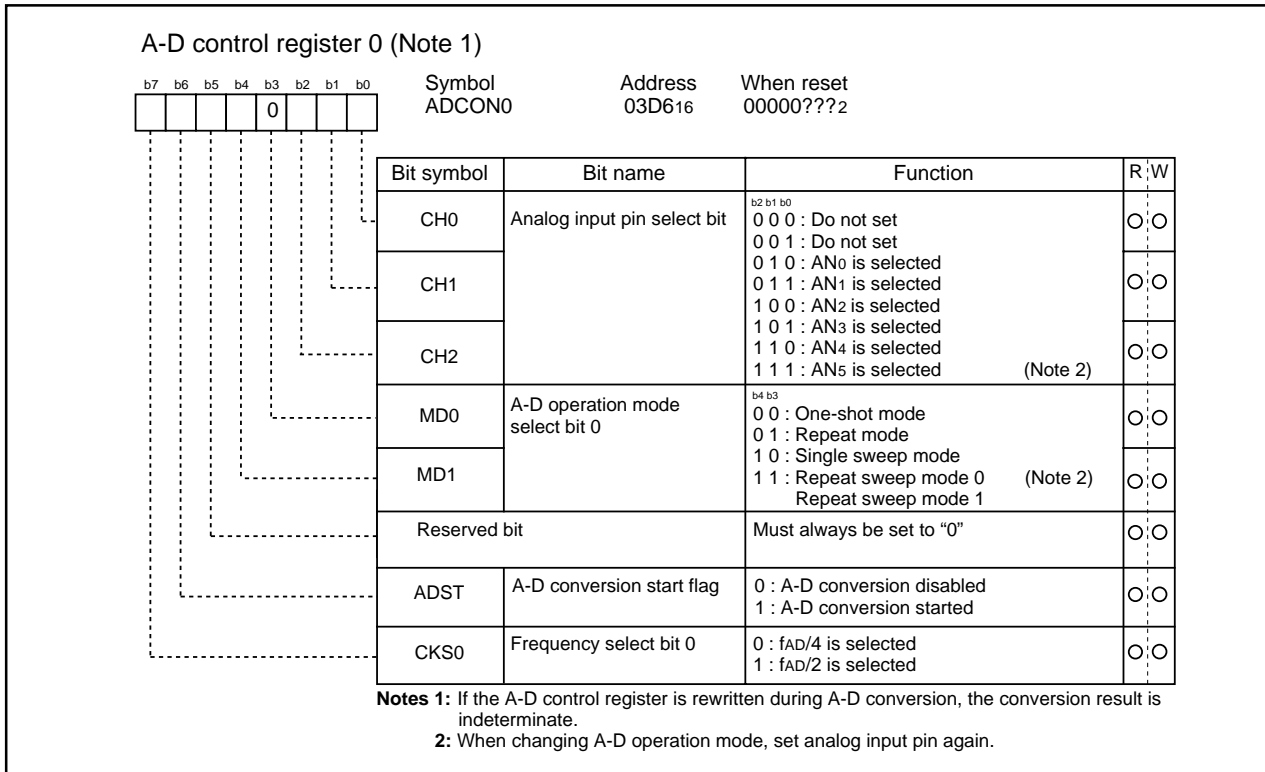 A-D control register 0 (Note 1)
b7 b6 b5 b4 b3 b2 b1 b0
0
Symbol Address When reset
ADCON0 03D616 00000???2
Bit symbol Bit name Function R W
CH0 Analog input pin select bit
b2 b1 b0
0 0 0 : Do not set
0 0 1 : Do not set
0 1 0 : AN0 is selected
0 1 1 : AN1 is selected
1 0 0 : AN2 is selected
1 0 1 : AN3 is selected
1 1 0 : AN4 is selected
1 1 1 : AN5 is selected (Note 2)
CH1
CH2
MD0 A-D operation mode
select bit 0
b4 b3
0 0 : One-shot mode
0 1 : Repeat mode
1 0 : Single sweep mode
1 1 : Repeat sweep mode 0 (Note 2)
Repeat sweep mode 1
MD1
Reserved bit Must always be set to “0”
ADST A-D conversion start flag 0 : A-D conversion disabled
1 : A-D conversion started
CKS0 Frequency select bit 0 0 : fAD/4 is selected
1 : fAD/2 is selected
Notes 1: If the A-D control register is rewritten during A-D conversion, the conversion result is
indeterminate.
2: When changing A-D operation mode, set analog input pin again.